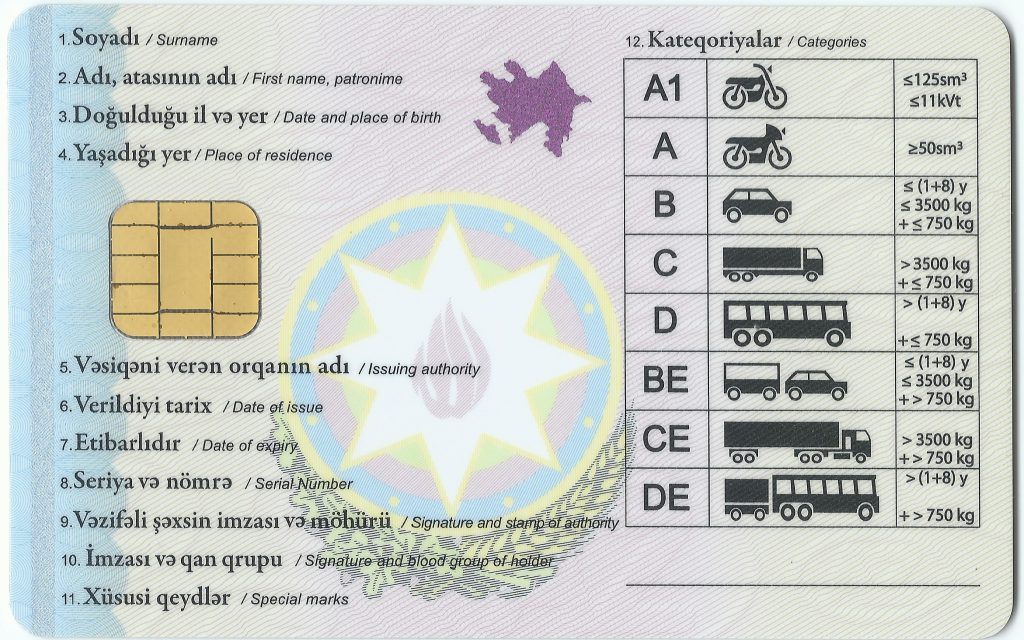 1.Soyadı / Surname
2. Adı, atasının adı / First name, patronime
3. Doğulduğu il və yer / Date and place of birth
4. Yaşadığı yer / Place of residence
5. Vəsiqəni verən orqanın adı / Issuing authority
6. Verildiyi tarix / Date of issue
7. Etibarlıdır / Date of expiry
8.Seriya və nömrə / Serial Number
9.Vəzifəli şəxsin imzası və möhürü / Signature and stamp of authority
10. İmzası və qan qrupu / Signature and blood group of holder
11. Xüsusi qeydlər / Special marks
12. Kateqoriyalar / Categories
A1 ≤125sm³
≤11kVt
A ≥50sm³
B ≤ (1+8) y
≤ 3500 kg
+ ≤ 750 kg
C > 3500 kg
+ ≤ 750 kg
D > (1+8) y
+ ≤ 750 kg
BE ≤ (1+8) y
≤ 3500 kg
+ > 750 kg
CE > 3500 kg
+ > 750 kg
DE > (1+8) y
+ > 750 kg